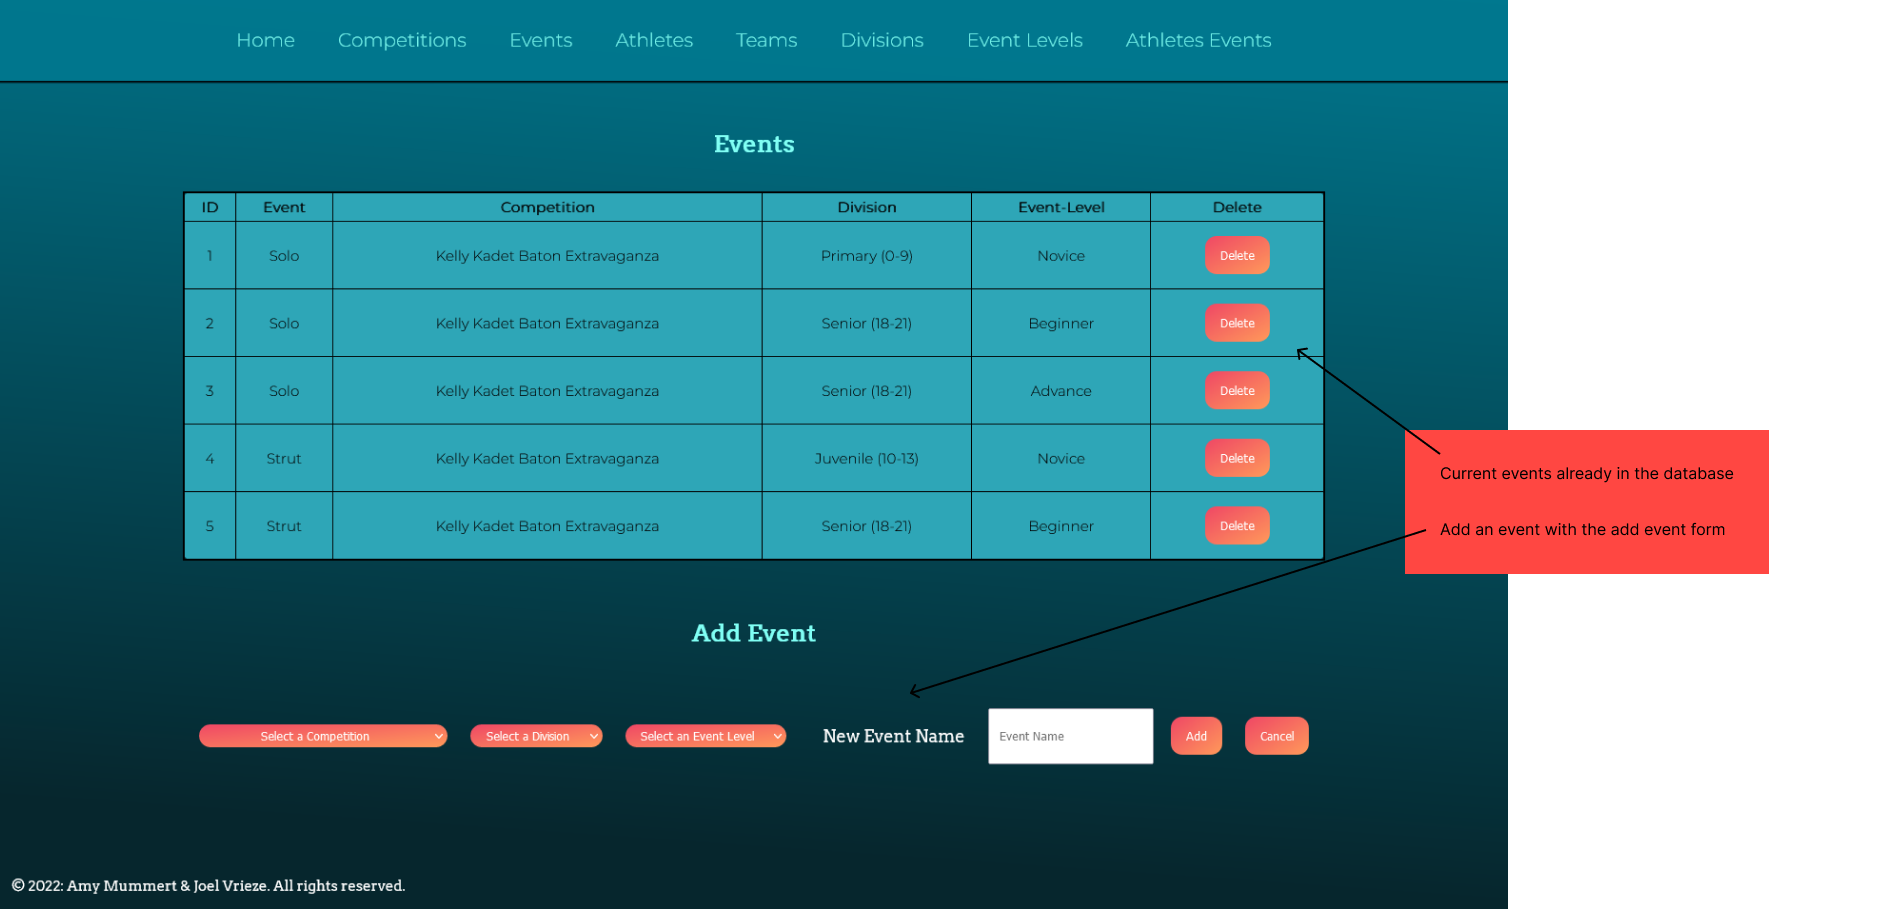 Home Competitions Events Athletes Teams Divisions Event Levels Athletes Events
Events
ID Event Competition Division Event-Level Delete
1 Solo Kelly Kadet Baton Extravaganza Primary (0-9) Novice Delete
2 Solo Kelly Kadet Baton Extravaganza Senior (18-21) Beginner Delete
3 Solo Kelly Kadet Baton Extravaganza Senior (18-21) Advance Delete
4 Strut Kelly Kadet Baton Extravaganza Juvenile (10-13) Novice Delete
5 Strut Kelly Kadet Baton Extravaganza Senior (18-21) Beginner Delete
Current events already in the database
Add an event with the add event form
Add Event
Select a Competition Select a Division Select an Event Level New Event Name Event Name Add Cancel
© 2022: Amy Mummert & Joel Vrieze. All rights reserved.